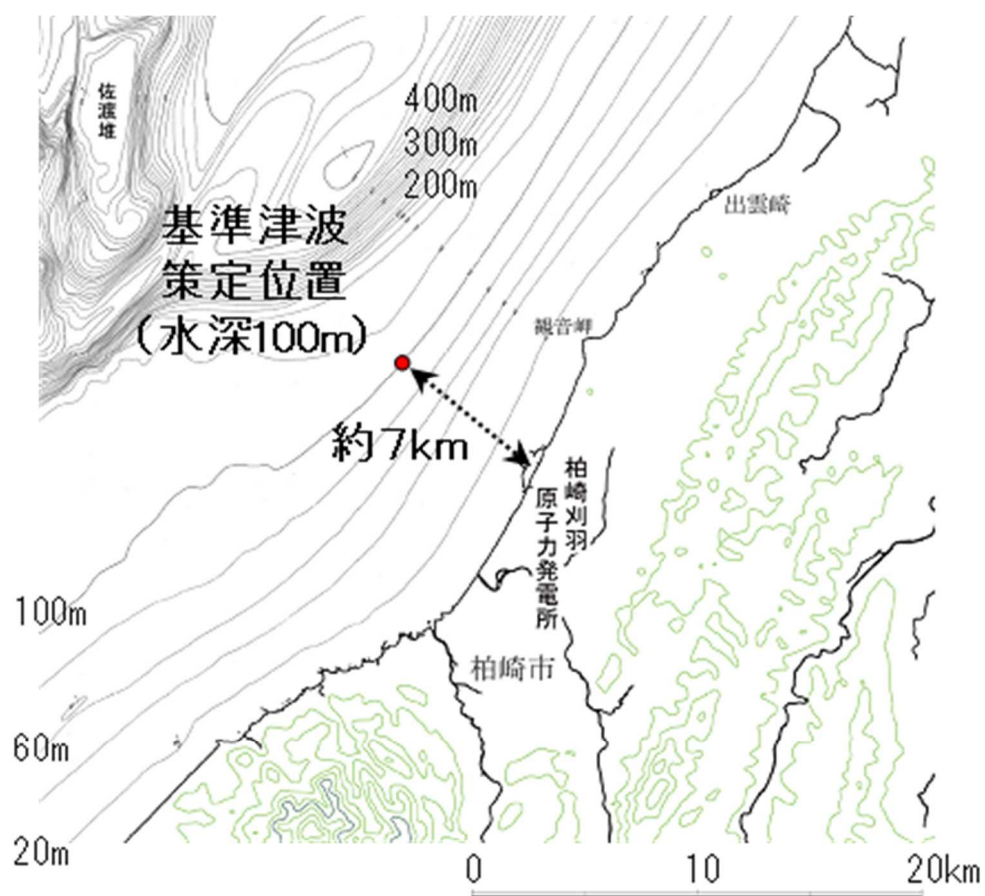 佐渡堆
400m
300m
200m
基準津波
策定位置
(水深100m)
出雲崎
観音岬
約7km
柏崎刈羽
原子力発電所
柏崎市
100m
60m
20m
0 10 20km